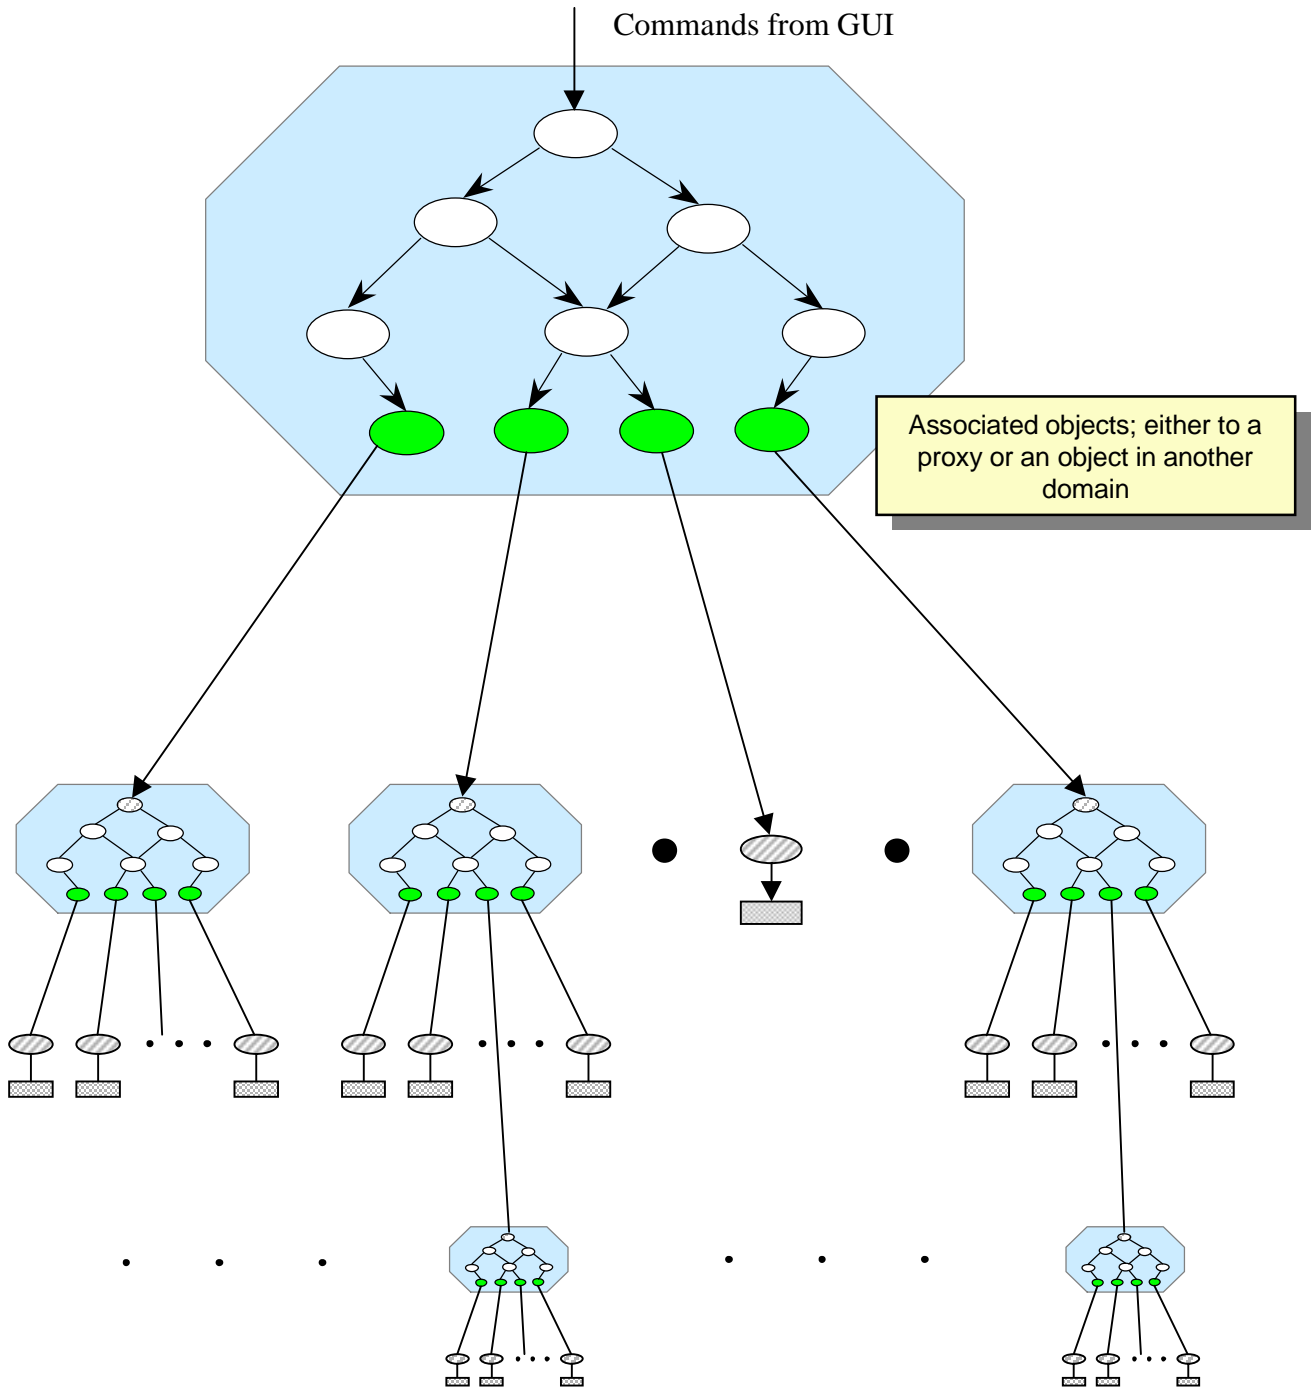 Commands from GUI
Associated objects; either to a
proxy or an object in another
domain